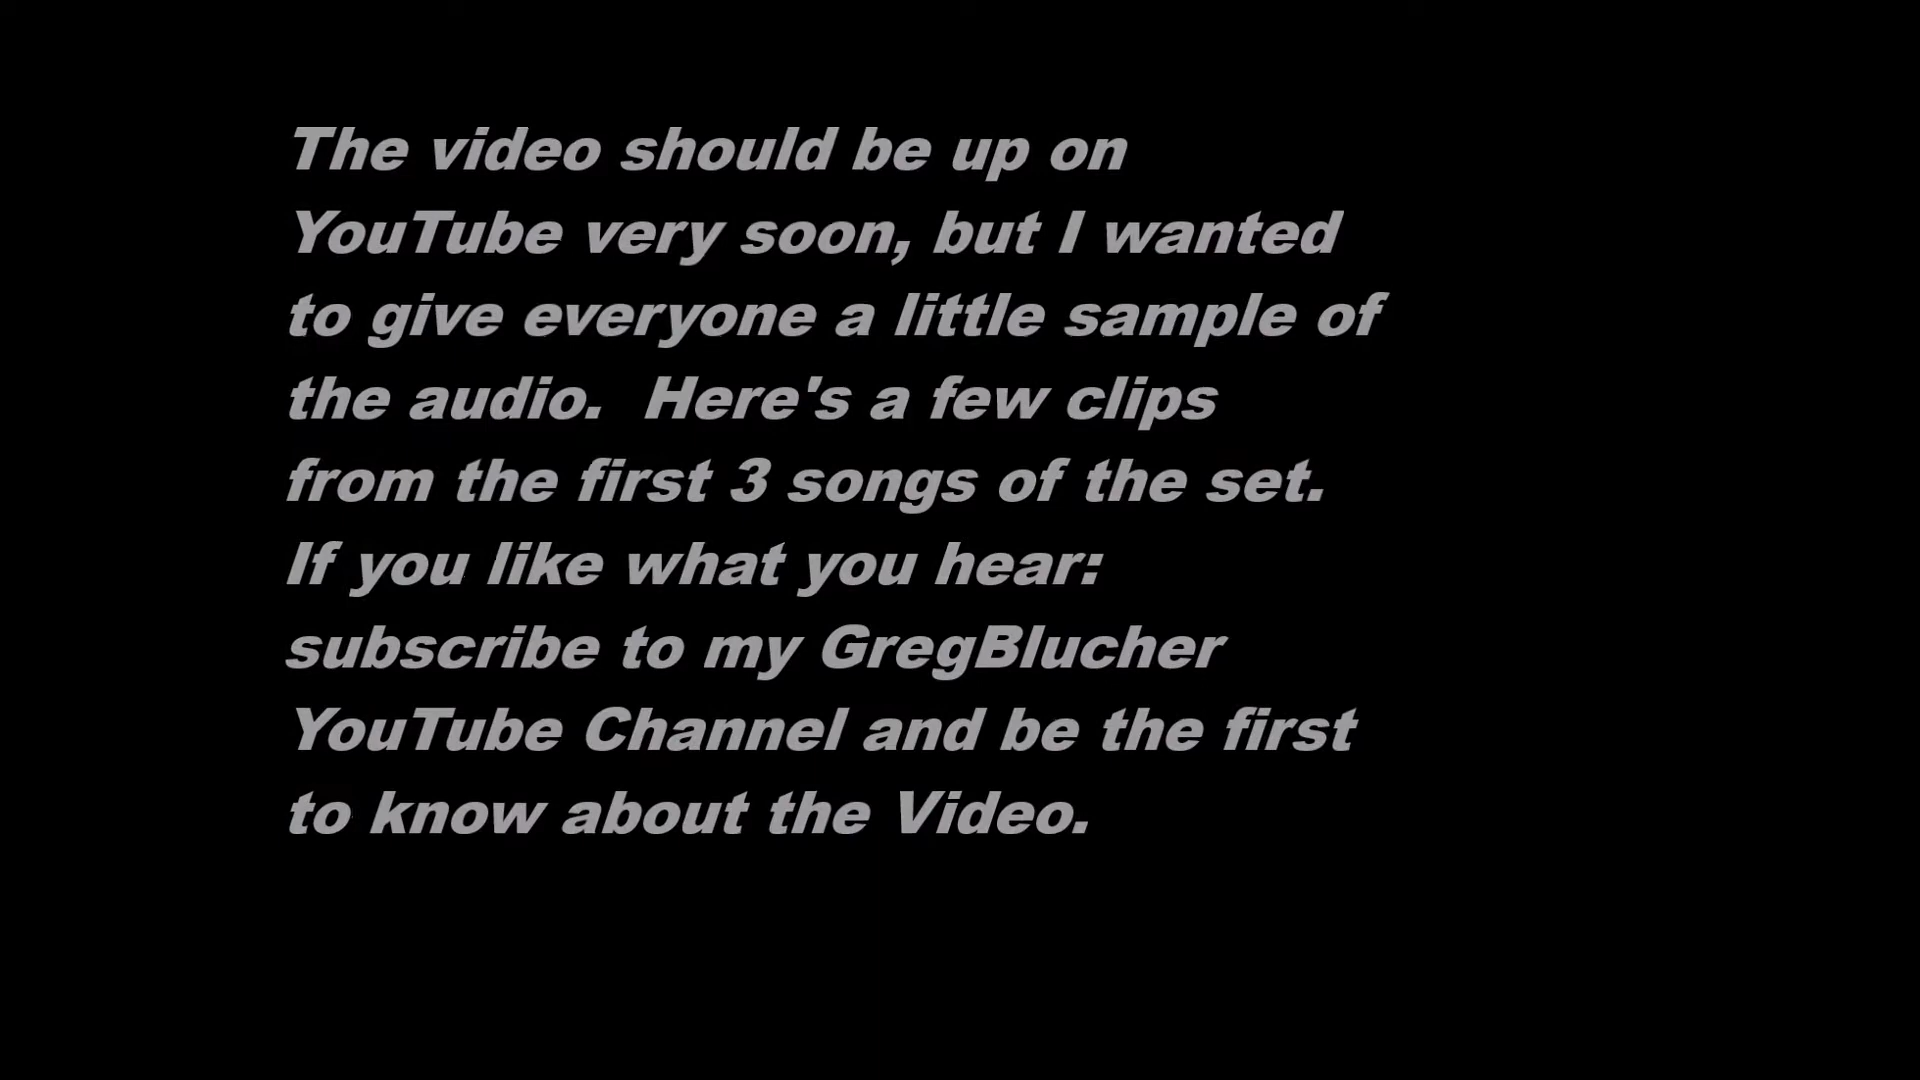 The video should be up on
YouTube very soon, but I wanted
to give everyone a little sample of
the audio.  Here's a few clips
from the first 3 songs of the set.
If you like what you hear:
subscribe to my GregBlucher
YouTube Channel and be the first
to know about the Video.